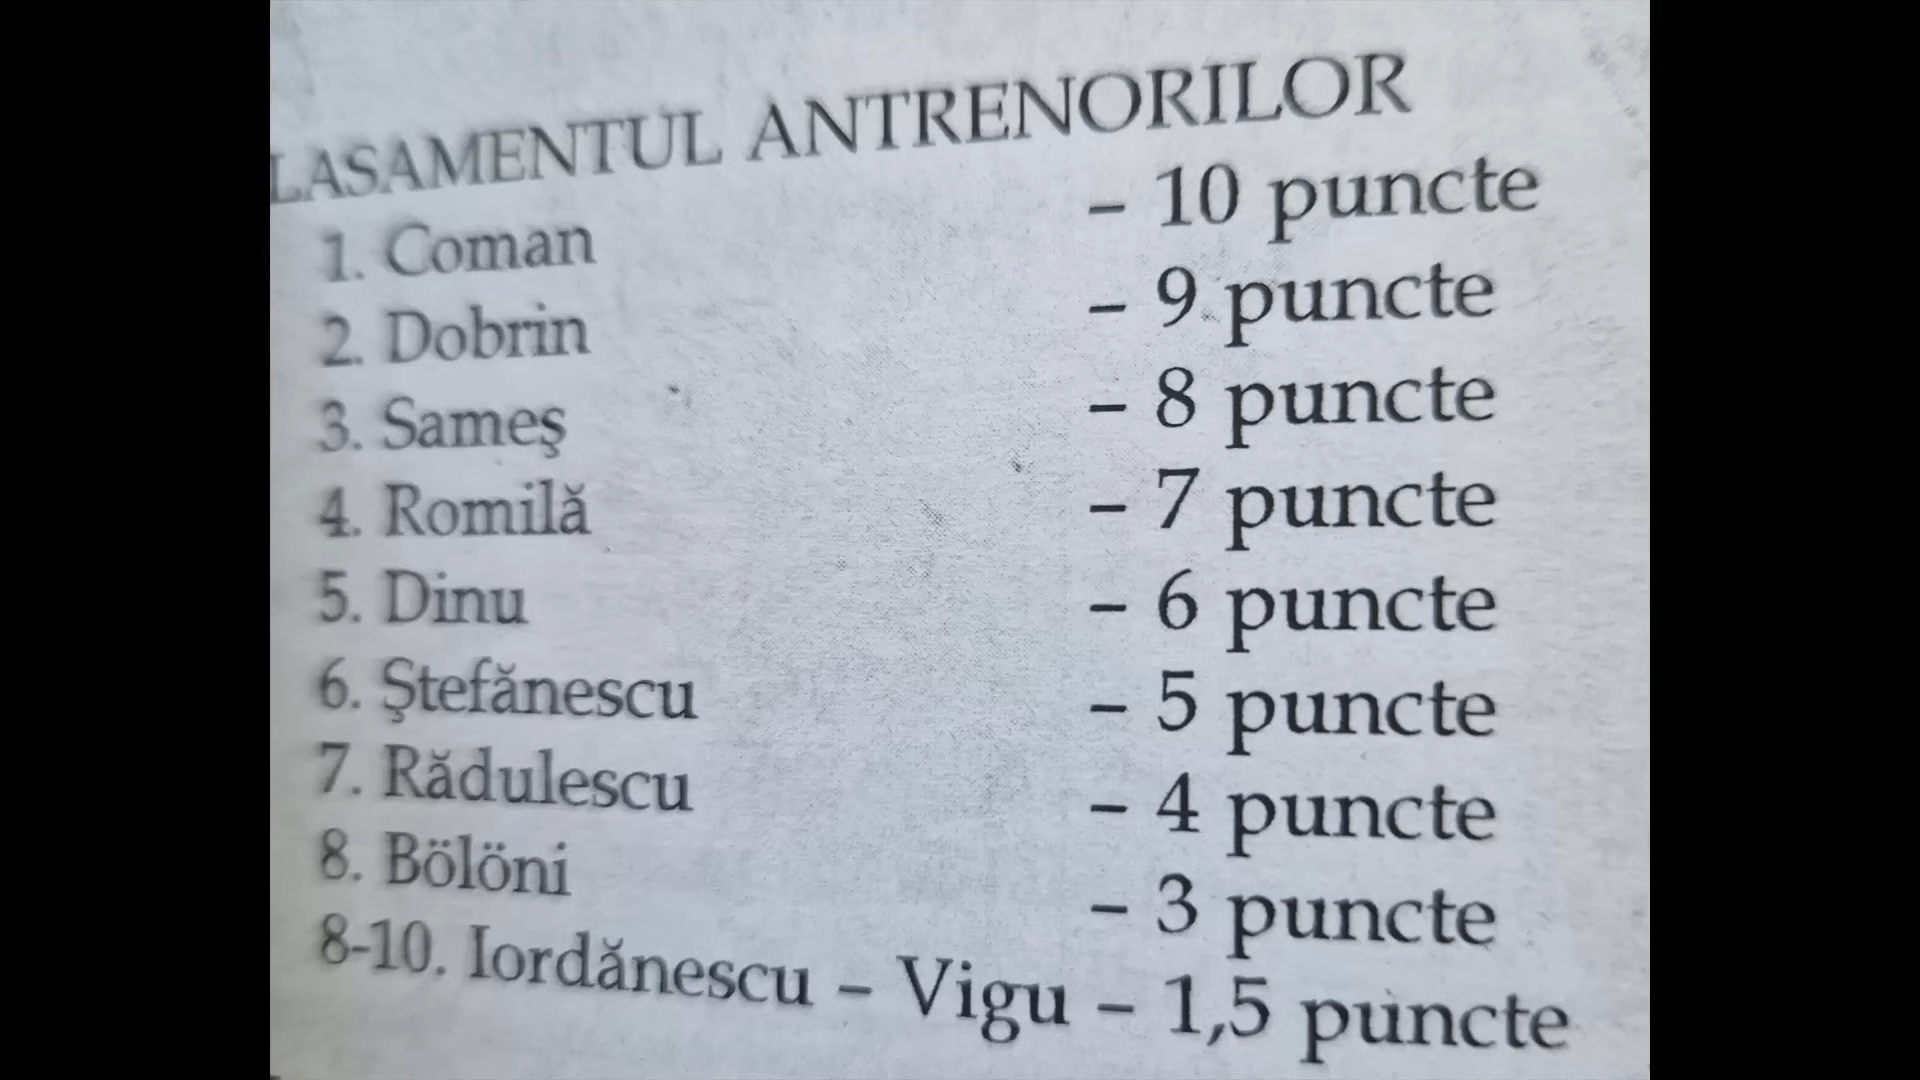 LASAMENTUL ANTRENORILOR
1. Coman – 10 puncte
2. Dobrin – 9 puncte
3. Sameş – 8 puncte
4. Romilă – 7 puncte
5. Dinu – 6 puncte
6. Ştefănescu – 5 puncte
7. Rădulescu – 4 puncte
8. Bölöni – 3 puncte
8-10. Iordănescu – Vigu – 1,5 puncte